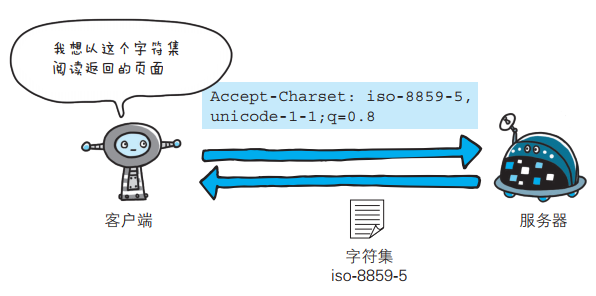 我想以这个字符集
阅读返回的页面
Accept-Charset: iso-8859-5,
unicode-1-1;q=0.8
客户端
服务器
字符集
iso-8859-5